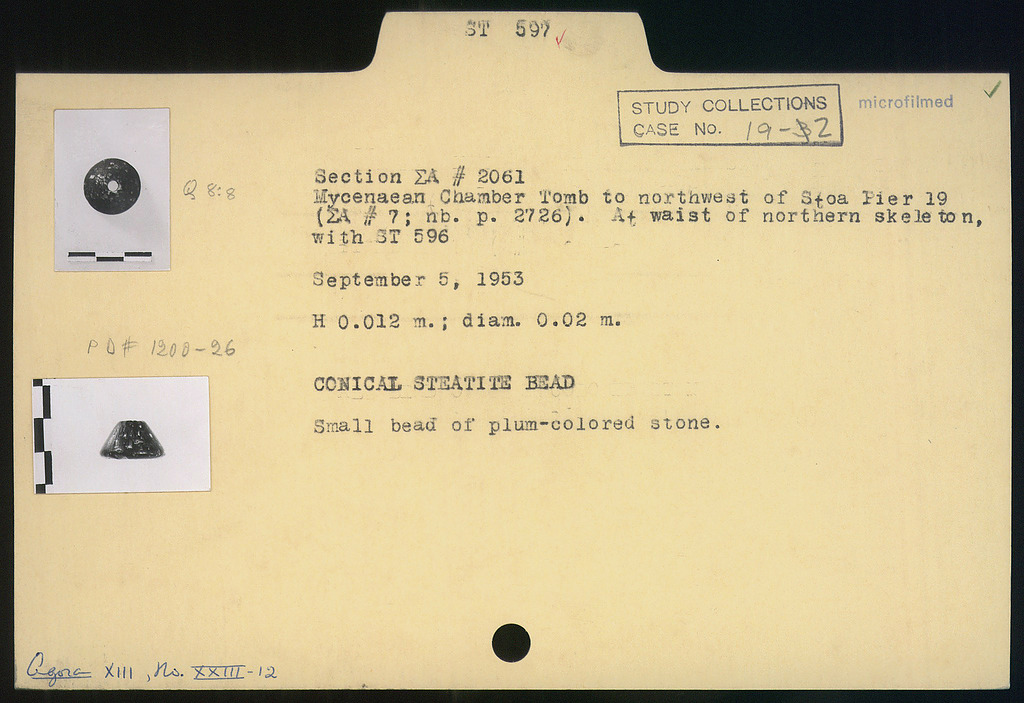 ST 597
STUDY COLLECTIONS
CASE No. 19-32
microfilmed
Q 8:8
Section ΣA # 2061
Mycenaean Chamber Tomb to northwest of Stoa Pier 19
(ΣA # 7; nb. p. 2726). At waist of northern skeleton,
with ST 596
September 5, 1953
H 0.012 m.; diam. 0.02 m.
PD# 1200-26
CONICAL STEATITE BEAD
Small bead of plum-colored stone.
Agora XIII, No. XXIII-12